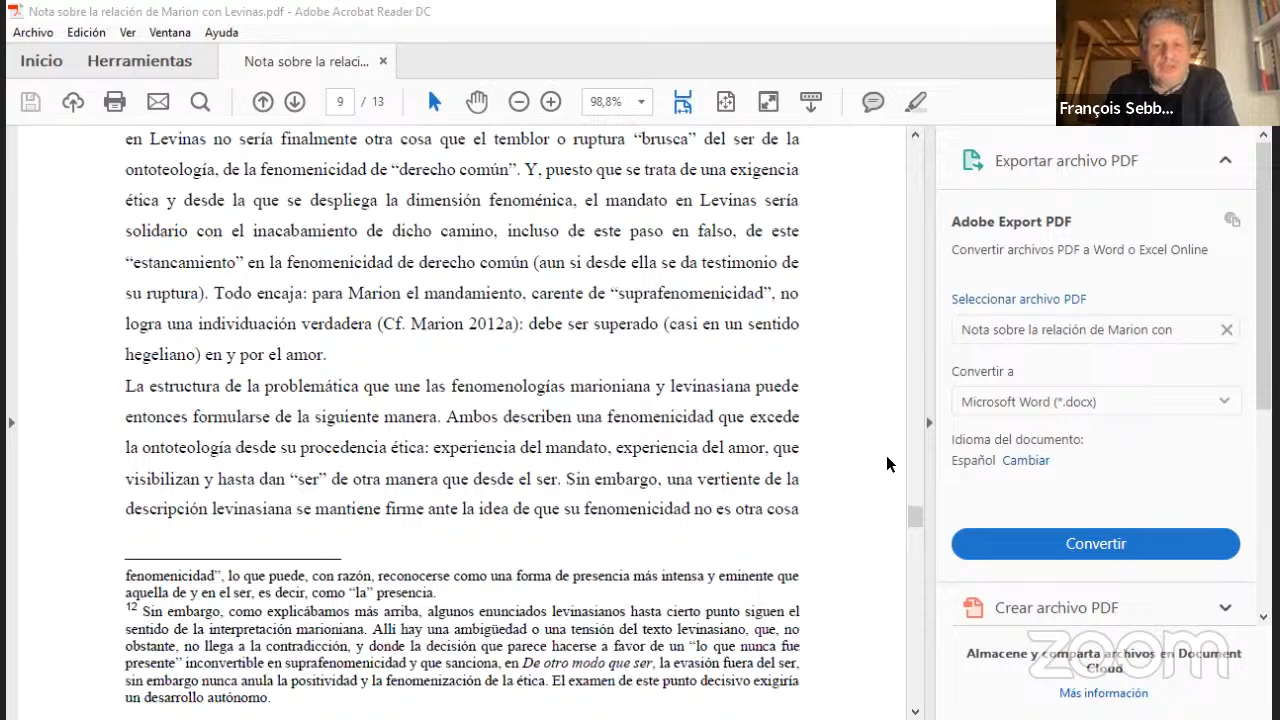 Nota sobre la relación de Marion con Levinas.pdf - Adobe Acrobat Reader DC
Archivo Edición Ver Ventana Ayuda
Inicio Herramientas Nota sobre la relaci... ×
9 / 13 98,8%
François Sebb...
en Levinas no sería finalmente otra cosa que el temblor o ruptura “brusca” del ser de la
ontoteología, de la fenomenicidad de “derecho común”. Y, puesto que se trata de una exigencia
ética y desde la que se despliega la dimensión fenoménica, el mandato en Levinas sería
solidario con el inacabamiento de dicho camino, incluso de este paso en falso, de este
“estancamiento” en la fenomenicidad de derecho común (aun si desde ella se da testimonio de
su ruptura). Todo encaja: para Marion el mandamiento, carente de “suprafenomenicidad”, no
logra una individuación verdadera (Cf. Marion 2012a): debe ser superado (casi en un sentido
hegeliano) en y por el amor.
La estructura de la problemática que une las fenomenologías marioniana y levinasiana puede
entonces formularse de la siguiente manera. Ambos describen una fenomenicidad que excede
la ontoteología desde su procedencia ética: experiencia del mandato, experiencia del amor, que
visibilizan y hasta dan “ser” de otra manera que desde el ser. Sin embargo, una vertiente de la
descripción levinasiana se mantiene firme ante la idea de que su fenomenicidad no es otra cosa
fenomenicidad”, lo que puede, con razón, reconocerse como una forma de presencia más intensa y eminente que
aquella de y en el ser, es decir, como “la” presencia.
12 Sin embargo, como explicábamos más arriba, algunos enunciados levinasianos hasta cierto punto siguen el
sentido de la interpretación marioniana. Allí hay una ambigüedad o una tensión del texto levinasiano, que, no
obstante, no llega a la contradicción, y donde la decisión que parece hacerse a favor de un “lo que nunca fue
presente” inconvertible en suprafenomenicidad y que sanciona, en De otro modo que ser, la evasión fuera del ser,
sin embargo nunca anula la positividad y la fenomenización de la ética. El examen de este punto decisivo exigiría
un desarrollo autónomo.
Exportar archivo PDF
Adobe Export PDF
Convertir archivos PDF a Word o Excel Online
Seleccionar archivo PDF
Nota sobre la relación de Marion con ×
Convertir a
Microsoft Word (*.docx)
Idioma del documento:
Español Cambiar
Convertir
Crear archivo PDF
Almacene y comparta archivos en Document
Cloud
Más información
zoom